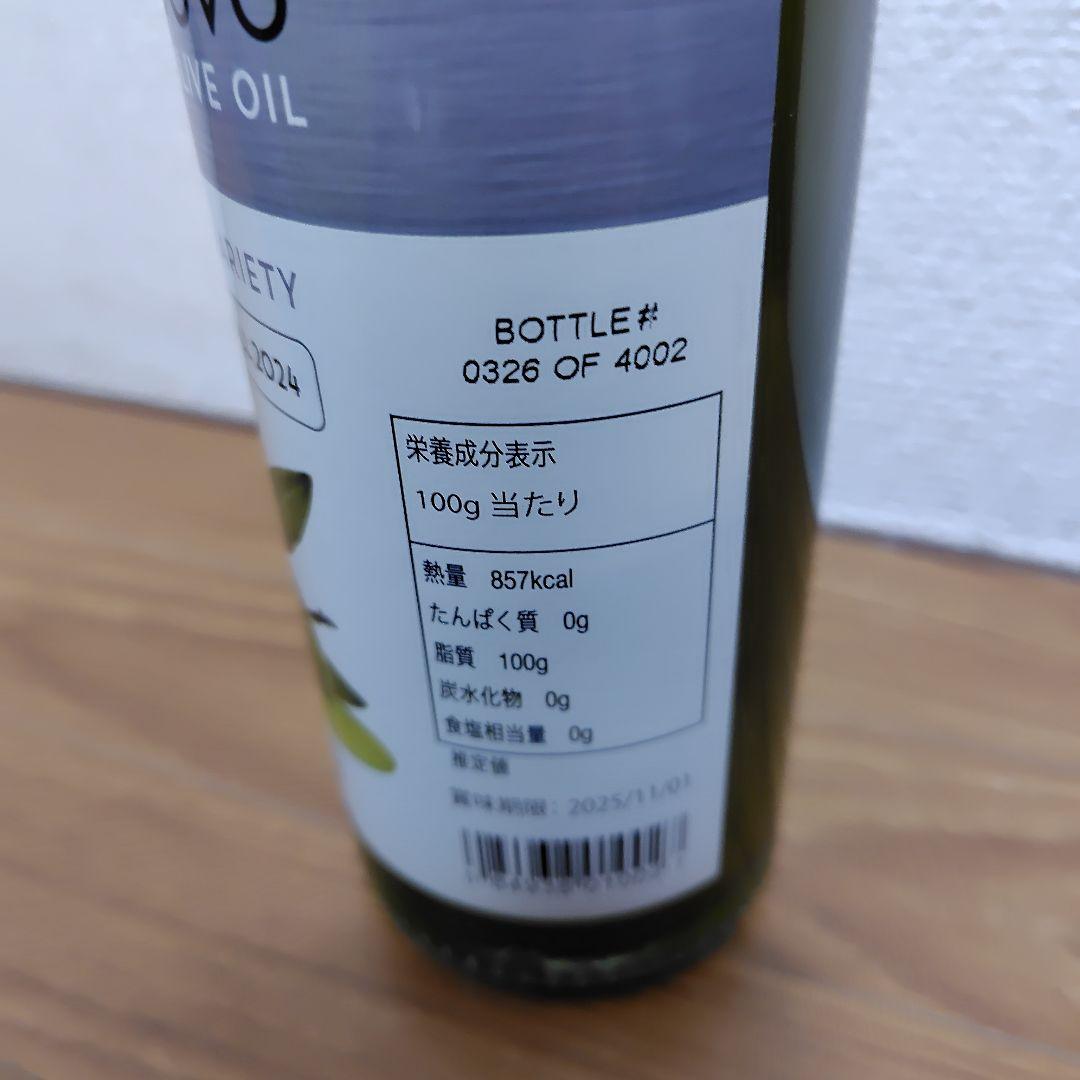 OVO
IVE OIL
RIETY
2024
BOTTLE#
0326 OF 4002
栄養成分表示
100g 当たり
熱量 857kcal
たんぱく質 0g
脂質 100g
炭水化物 0g
食塩相当量 0g
推定値
賞味期限: 2025/11/01